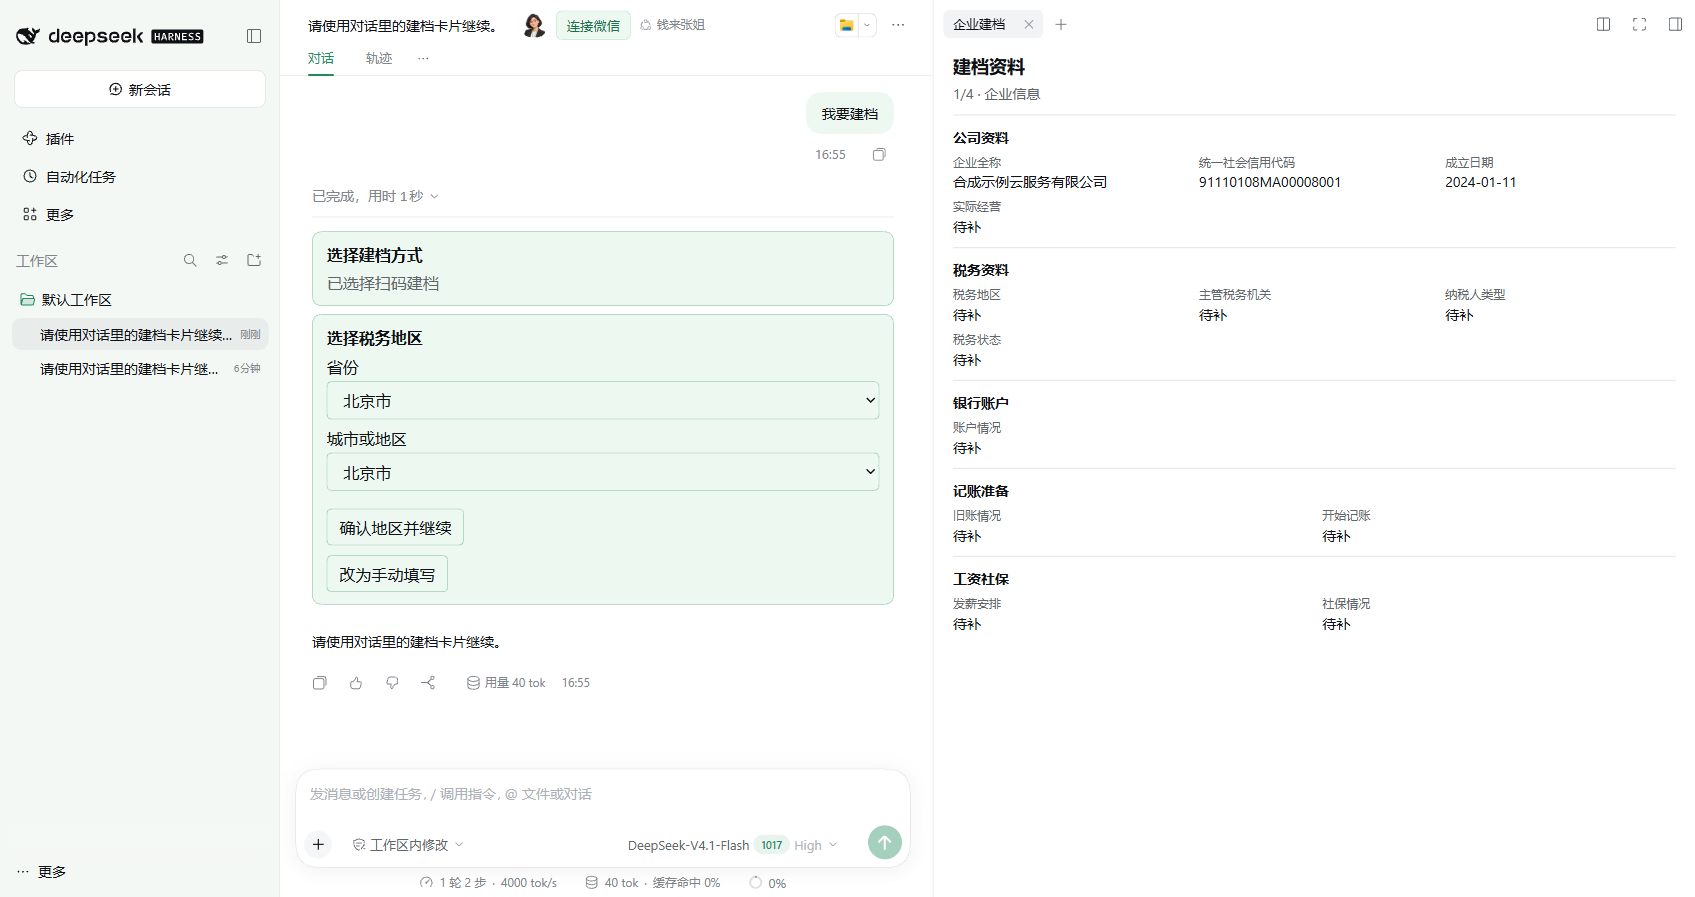 deepseek HARNESS
新会话
插件
自动化任务
更多
工作区
默认工作区
请使用对话里的建档卡片继续... 刚刚
请使用对话里的建档卡片继... 6分钟
更多
请使用对话里的建档卡片继续。 连接微信 钱来张姐
对话 轨迹 ...
我要建档
16:55
已完成，用时 1 秒
选择建档方式
已选择扫码建档
选择税务地区
省份
北京市
城市或地区
北京市
确认地区并继续
改为手动填写
请使用对话里的建档卡片继续。
用量 40 tok 16:55
发消息或创建任务, / 调用指令, @ 文件或对话
工作区内修改 DeepSeek-V4.1-Flash 1017 High
1 轮 2 步 · 4000 tok/s 40 tok · 缓存命中 0% 0%
企业建档
建档资料
1/4 · 企业信息
公司资料
企业全称 统一社会信用代码 成立日期
合成示例云服务有限公司 91110108MA00008001 2024-01-11
实际经营
待补
税务资料
税务地区 主管税务机关 纳税人类型
待补 待补 待补
税务状态
待补
银行账户
账户情况
待补
记账准备
旧账情况 开始记账
待补 待补
工资社保
发薪安排 社保情况
待补 待补